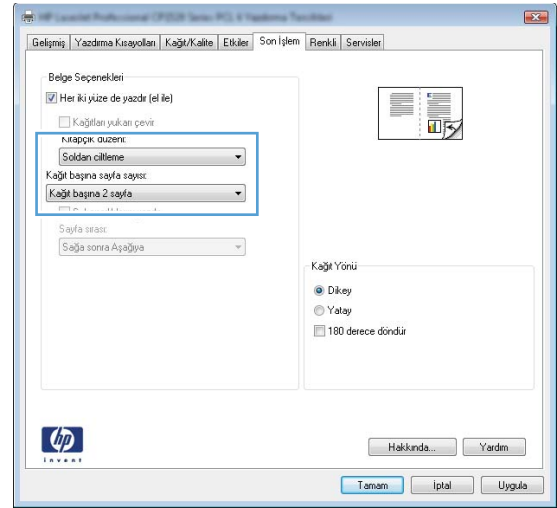 Gelişmiş Yazdırma Kısayolları Kağıt/Kalite Etkiler Son İşlem Renkli Servisler
Belge Seçenekleri
Her iki yüze de yazdır (el ile)
Kağıtları yukarı çevir
Kitapçık düzeni:
Soldan ciltleme
Kağıt başına sayfa sayısı:
Kağıt başına 2 sayfa
Sayfa sırası:
Sağa sonra Aşağıya
Kağıt Yönü
Dikey
Yatay
180 derece döndür
hp
invent
Hakkında... Yardım
Tamam İptal Uygula